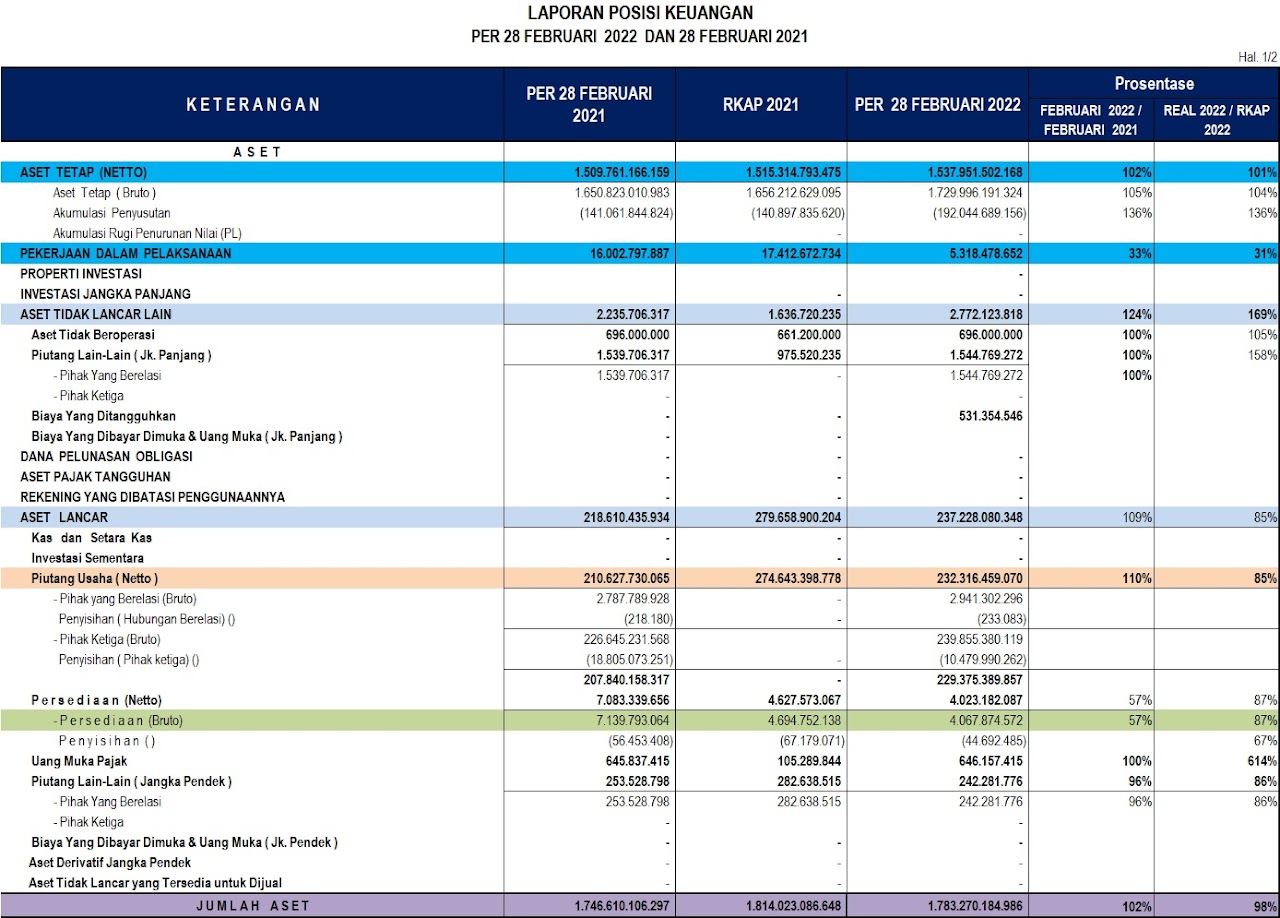 LAPORAN POSISI KEUANGAN
PER 28 FEBRUARI 2022 DAN 28 FEBRUARI 2021
Hal. 1/2
K E T E R A N G A N PER 28 FEBRUARI 2021 RKAP 2021 PER 28 FEBRUARI 2022 Prosentase
FEBRUARI 2022 / FEBRUARI 2021 REAL 2022 / RKAP 2022
A S E T
ASET TETAP (NETTO) 1.509.761.166.159 1.515.314.793.475 1.537.951.502.168 102% 101%
Aset Tetap ( Bruto ) 1.650.823.010.983 1.656.212.629.095 1.729.996.191.324 105% 104%
Akumulasi Penyusutan (141.061.844.824) (140.897.835.620) (192.044.689.156) 136% 136%
Akumulasi Rugi Penurunan Nilai (PL) - -
PEKERJAAN DALAM PELAKSANAAN 16.002.797.887 17.412.672.734 5.318.478.652 33% 31%
PROPERTI INVESTASI -
INVESTASI JANGKA PANJANG - -
ASET TIDAK LANCAR LAIN 2.235.706.317 1.636.720.235 2.772.123.818 124% 169%
Aset Tidak Beroperasi 696.000.000 661.200.000 696.000.000 100% 105%
Piutang Lain-Lain ( Jk. Panjang ) 1.539.706.317 975.520.235 1.544.769.272 100% 158%
- Pihak Yang Berelasi 1.539.706.317 - 1.544.769.272 100%
- Pihak Ketiga - -
Biaya Yang Ditangguhkan - - 531.354.546
Biaya Yang Dibayar Dimuka & Uang Muka ( Jk. Panjang ) - -
DANA PELUNASAN OBLIGASI - - -
ASET PAJAK TANGGUHAN - - -
REKENING YANG DIBATASI PENGGUNAANNYA - - -
ASET LANCAR 218.610.435.934 279.658.900.204 237.228.080.348 109% 85%
Kas dan Setara Kas - - -
Investasi Sementara - - -
Piutang Usaha ( Netto ) 210.627.730.065 274.643.398.778 232.316.459.070 110% 85%
- Pihak yang Berelasi (Bruto) 2.787.789.928 - 2.941.302.296
Penyisihan ( Hubungan Berelasi) () (218.180) - (233.083)
- Pihak Ketiga (Bruto) 226.645.231.568 239.855.380.119
Penyisihan ( Pihak ketiga) () (18.805.073.251) - (10.479.990.262)
207.840.158.317 - 229.375.389.857
P e r s e d i a a n (Netto) 7.083.339.656 4.627.573.067 4.023.182.087 57% 87%
- P e r s e d i a a n (Bruto) 7.139.793.064 4.694.752.138 4.067.874.572 57% 87%
P e n y i s i h a n ( ) (56.453.408) (67.179.071) (44.692.485) 67%
Uang Muka Pajak 645.837.415 105.289.844 646.157.415 100% 614%
Piutang Lain-Lain ( Jangka Pendek ) 253.528.798 282.638.515 242.281.776 96% 86%
- Pihak Yang Berelasi 253.528.798 282.638.515 242.281.776 96% 86%
- Pihak Ketiga - -
Biaya Yang Dibayar Dimuka & Uang Muka ( Jk. Pendek ) - - -
Aset Derivatif Jangka Pendek - - -
Aset Tidak Lancar yang Tersedia untuk Dijual - - -
J U M L A H A S E T 1.746.610.106.297 1.814.023.086.648 1.783.270.184.986 102% 98%